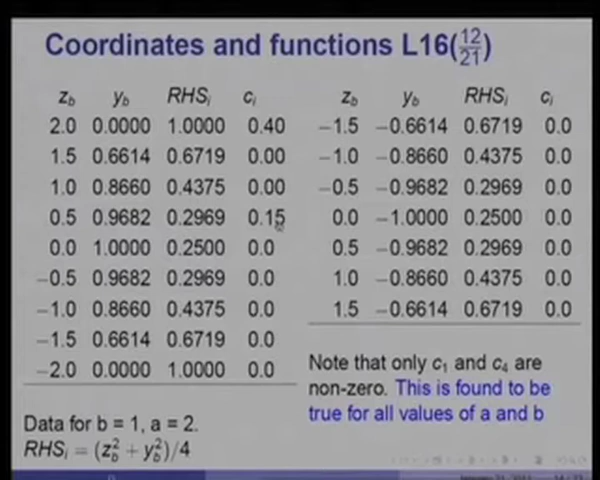 Coordinates and functions L16(12/21)
z_b y_b RHS_i c_i
2.0 0.0000 1.0000 0.40
1.5 0.6614 0.6719 0.00
1.0 0.8660 0.4375 0.00
0.5 0.9682 0.2969 0.15
0.0 1.0000 0.2500 0.0
−0.5 0.9682 0.2969 0.0
−1.0 0.8660 0.4375 0.0
−1.5 0.6614 0.6719 0.0
−2.0 0.0000 1.0000 0.0
Data for b = 1, a = 2.
RHS_i = (z_b^2 + y_b^2)/4
z_b y_b RHS_i c_i
−1.5 −0.6614 0.6719 0.0
−1.0 −0.8660 0.4375 0.0
−0.5 −0.9682 0.2969 0.0
0.0 −1.0000 0.2500 0.0
0.5 −0.9682 0.2969 0.0
1.0 −0.8660 0.4375 0.0
1.5 −0.6614 0.6719 0.0
Note that only c_1 and c_4 are
non-zero. This is found to be
true for all values of a and b